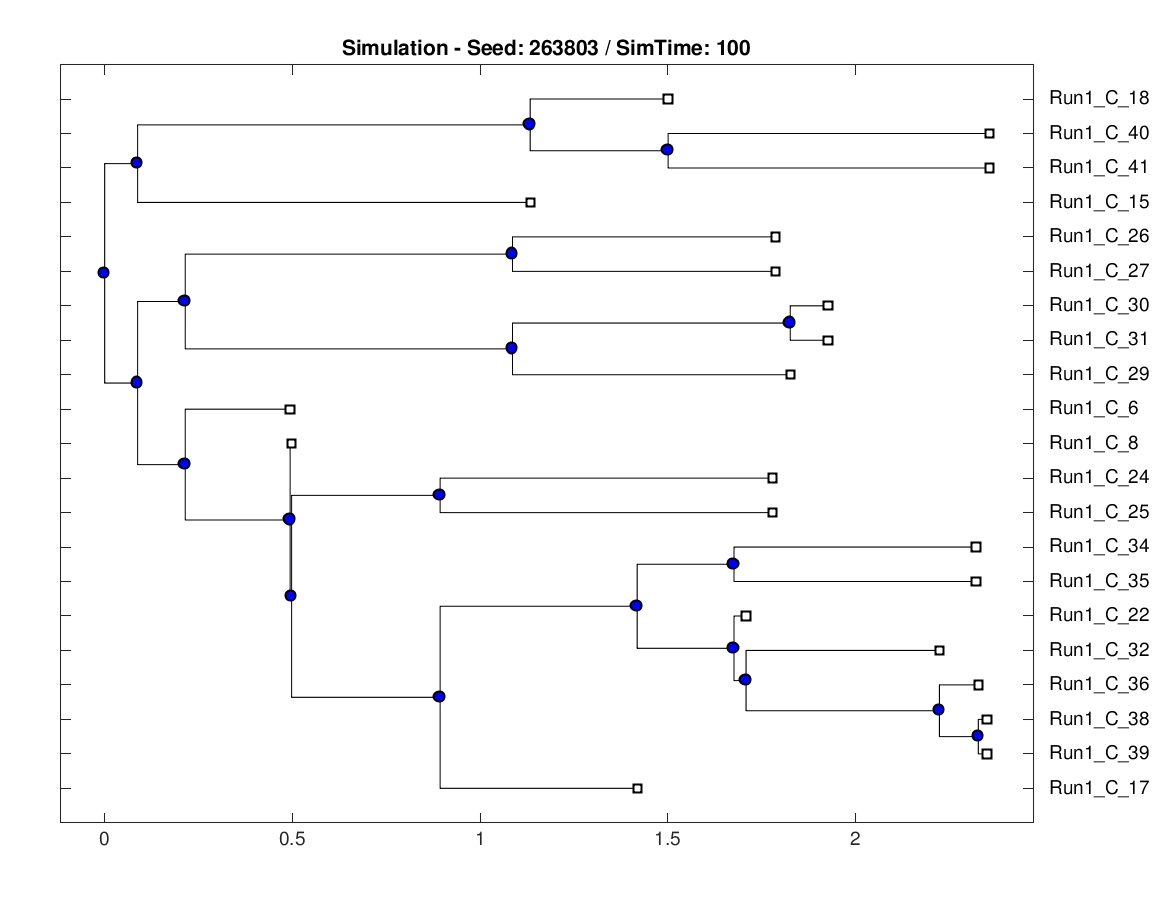 Simulation - Seed: 263803 / SimTime: 100
Run1_C_18
Run1_C_40
Run1_C_41
Run1_C_15
Run1_C_26
Run1_C_27
Run1_C_30
Run1_C_31
Run1_C_29
Run1_C_6
Run1_C_8
Run1_C_24
Run1_C_25
Run1_C_34
Run1_C_35
Run1_C_22
Run1_C_32
Run1_C_36
Run1_C_38
Run1_C_39
Run1_C_17
0 0.5 1 1.5 2